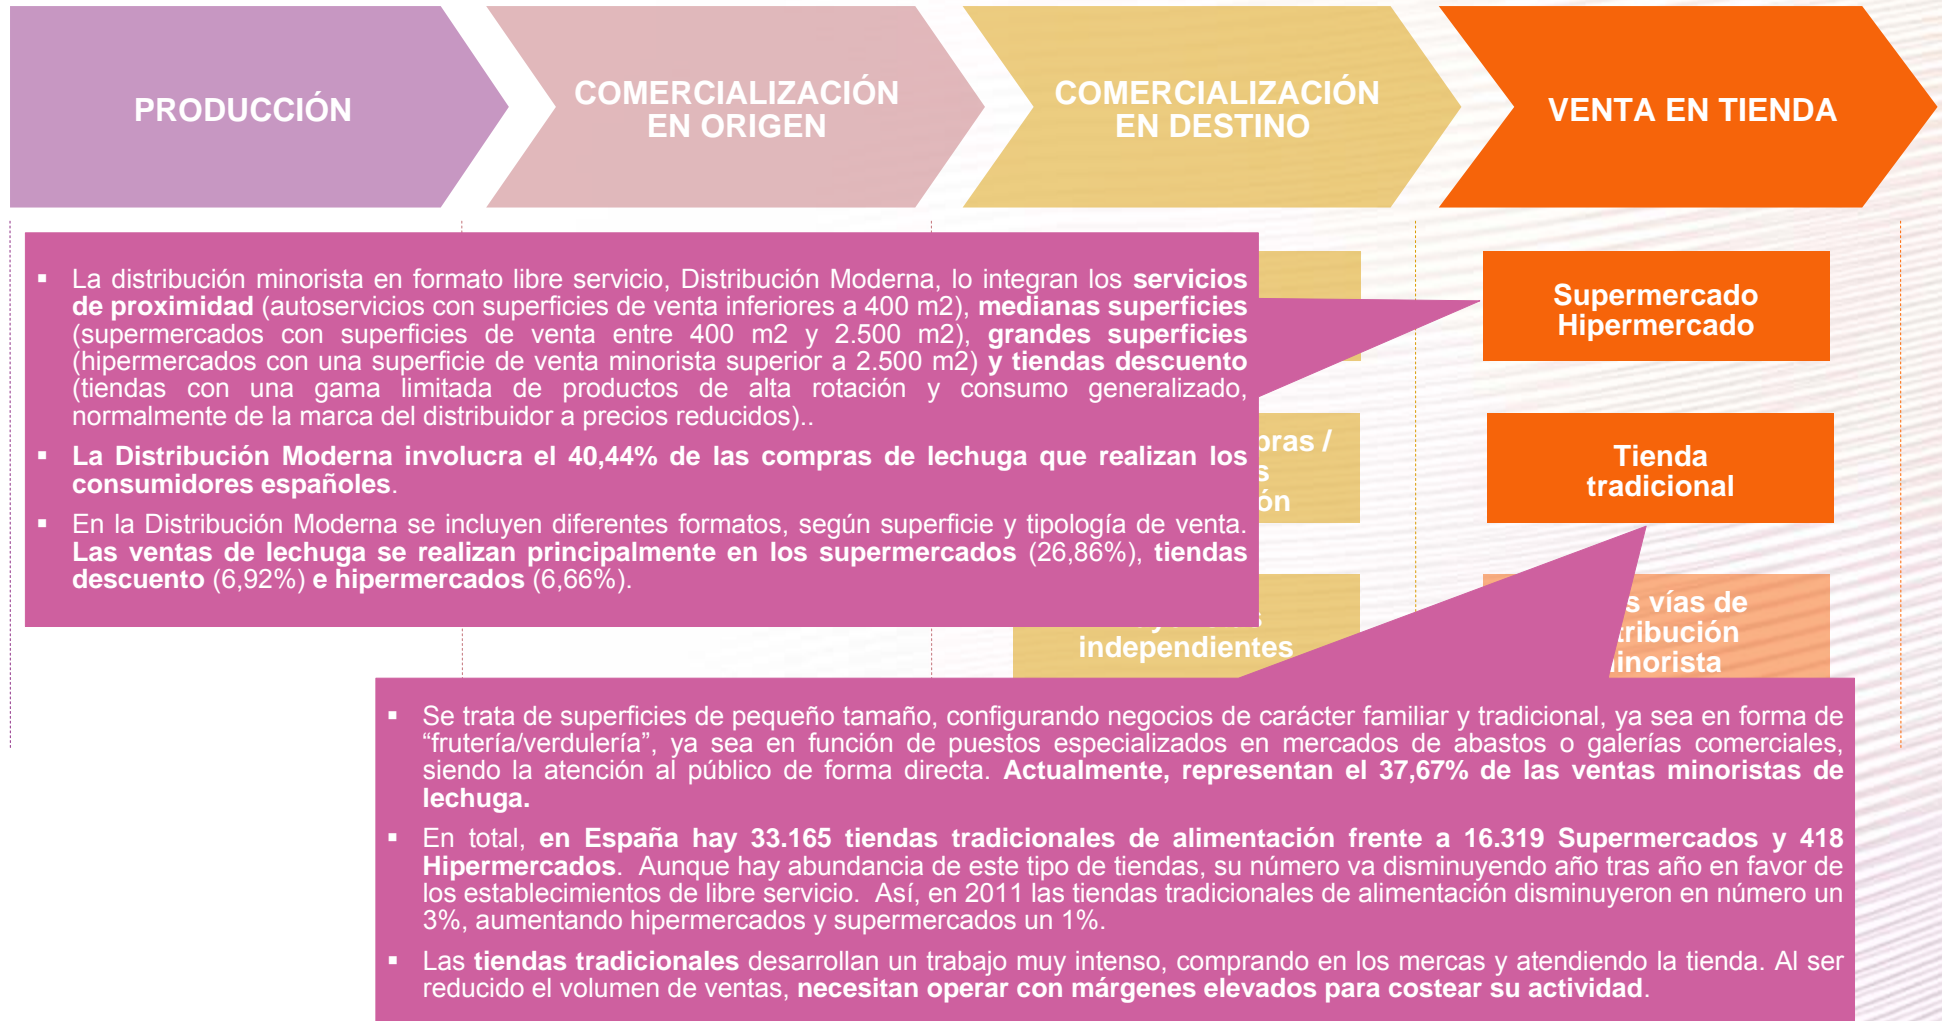 PRODUCCIÓN
COMERCIALIZACIÓN
EN ORIGEN
COMERCIALIZACIÓN
EN DESTINO
VENTA EN TIENDA
▪ La distribución minorista en formato libre servicio, Distribución Moderna, lo integran los servicios
de proximidad (autoservicios con superficies de venta inferiores a 400 m2), medianas superficies
(supermercados con superficies de venta entre 400 m2 y 2.500 m2), grandes superficies
(hipermercados con una superficie de venta minorista superior a 2.500 m2) y tiendas descuento
(tiendas con una gama limitada de productos de alta rotación y consumo generalizado,
normalmente de la marca del distribuidor a precios reducidos)..
▪ La Distribución Moderna involucra el 40,44% de las compras de lechuga que realizan los
consumidores españoles.
▪ En la Distribución Moderna se incluyen diferentes formatos, según superficie y tipología de venta.
Las ventas de lechuga se realizan principalmente en los supermercados (26,86%), tiendas
descuento (6,92%) e hipermercados (6,66%).
Supermercado
Hipermercado
Tienda
tradicional
independientes
vías de
▪ Se trata de superficies de pequeño tamaño, configurando negocios de carácter familiar y tradicional, ya sea en forma de
“frutería/verdulería”, ya sea en función de puestos especializados en mercados de abastos o galerías comerciales,
siendo la atención al público de forma directa. Actualmente, representan el 37,67% de las ventas minoristas de
lechuga.
▪ En total, en España hay 33.165 tiendas tradicionales de alimentación frente a 16.319 Supermercados y 418
Hipermercados. Aunque hay abundancia de este tipo de tiendas, su número va disminuyendo año tras año en favor de
los establecimientos de libre servicio. Así, en 2011 las tiendas tradicionales de alimentación disminuyeron en número un
3%, aumentando hipermercados y supermercados un 1%.
▪ Las tiendas tradicionales desarrollan un trabajo muy intenso, comprando en los mercas y atendiendo la tienda. Al ser
reducido el volumen de ventas, necesitan operar con márgenes elevados para costear su actividad.